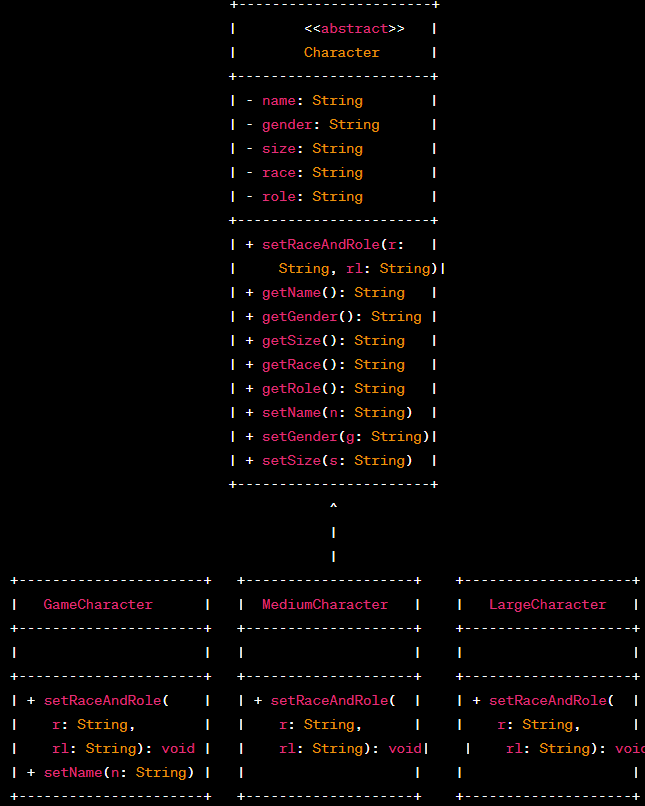 +-----------------------+
|        <<abstract>>   |
|        Character      |
+-----------------------+
| - name: String        |
| - gender: String      |
| - size: String        |
| - race: String        |
| - role: String        |
+-----------------------+
| + setRaceAndRole(r:   |
|     String, rl: String)|
| + getName(): String   |
| + getGender(): String |
| + getSize(): String   |
| + getRace(): String   |
| + getRole(): String   |
| + setName(n: String)  |
| + setGender(g: String)|
| + setSize(s: String)  |
+-----------------------+
^
|
|
+----------------------+   +--------------------+    +--------------------+
|   GameCharacter      |   |  MediumCharacter   |    |   LargeCharacter   |
+----------------------+   +--------------------+    +--------------------+
|                      |   |                    |    |                    |
+----------------------+   +--------------------+    +--------------------+
| + setRaceAndRole(    |   | + setRaceAndRole(  |    | + setRaceAndRole(  |
|    r: String,        |   |    r: String,      |    |    r: String,      |
|    rl: String): void |   |    rl: String): void|    |    rl: String): void
| + setName(n: String) |   |                    |    |                    |
+----------------------+   +--------------------+    +--------------------+